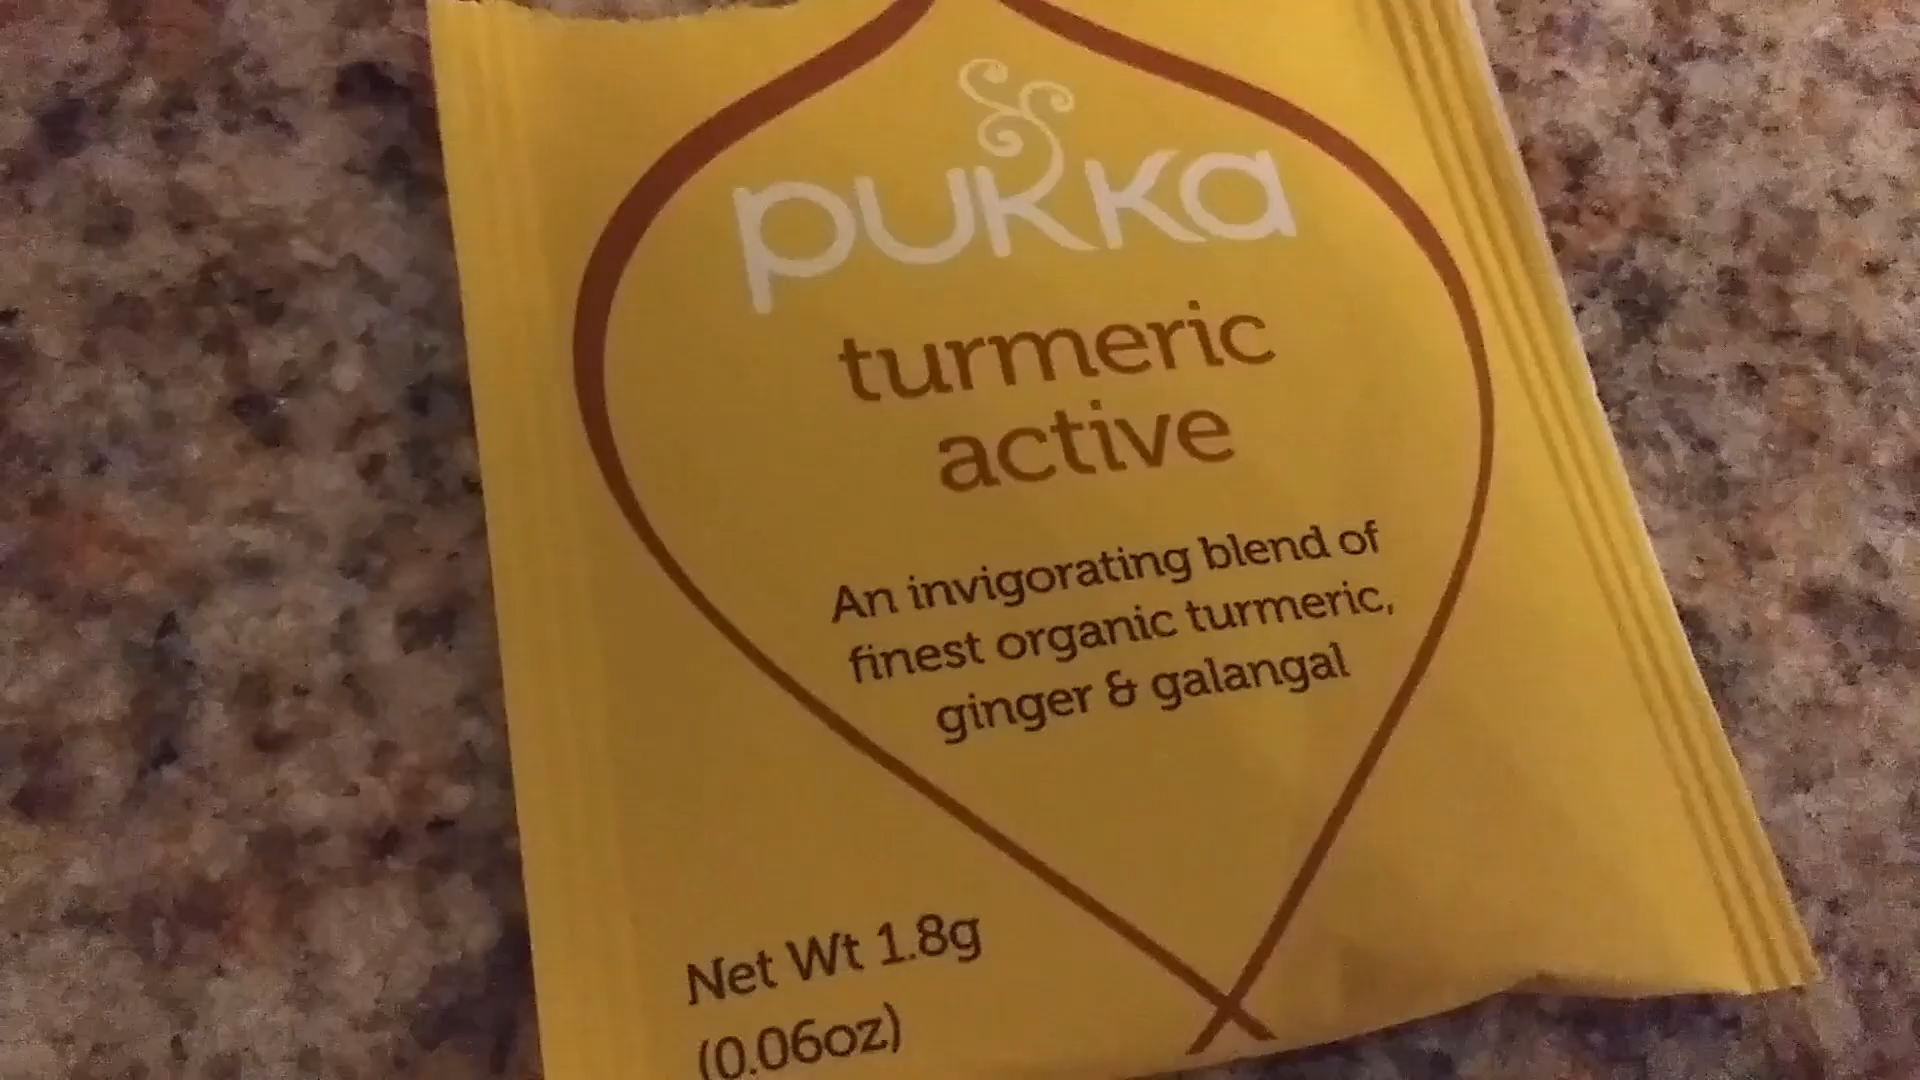 pukka
turmeric
active
An invigorating blend of
finest organic turmeric,
ginger & galangal
Net Wt 1.8g
(0.06oz)